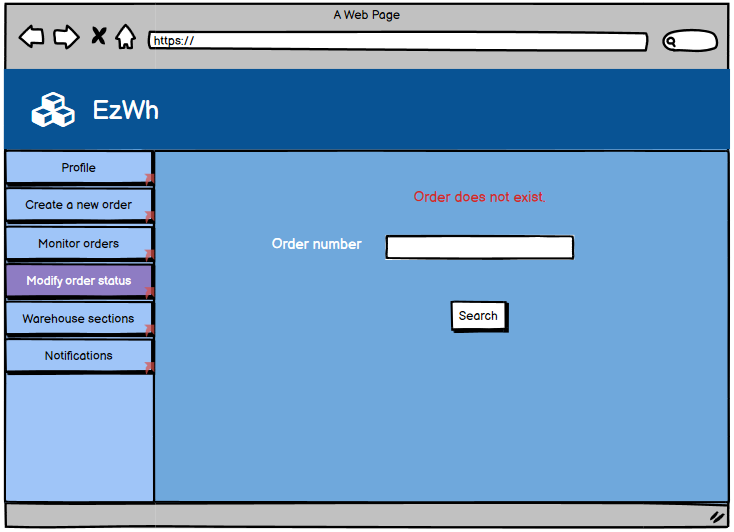 A Web Page
https://
EzWh
Profile
Create a new order
Monitor orders
Modify order status
Warehouse sections
Notifications
Order does not exist.
Order number
Search